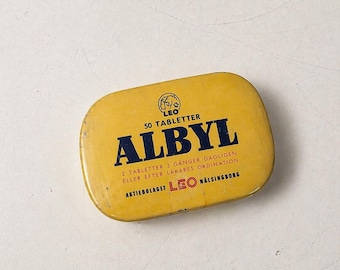 LEO
50 TABLETTER
ALBYL
2 TABLETTER 3 GÅNGER DAGLIGEN
ELLER EFTER LÄKARES ORDINATION
AKTIEBOLAGET LEO HÄLSINGBORG